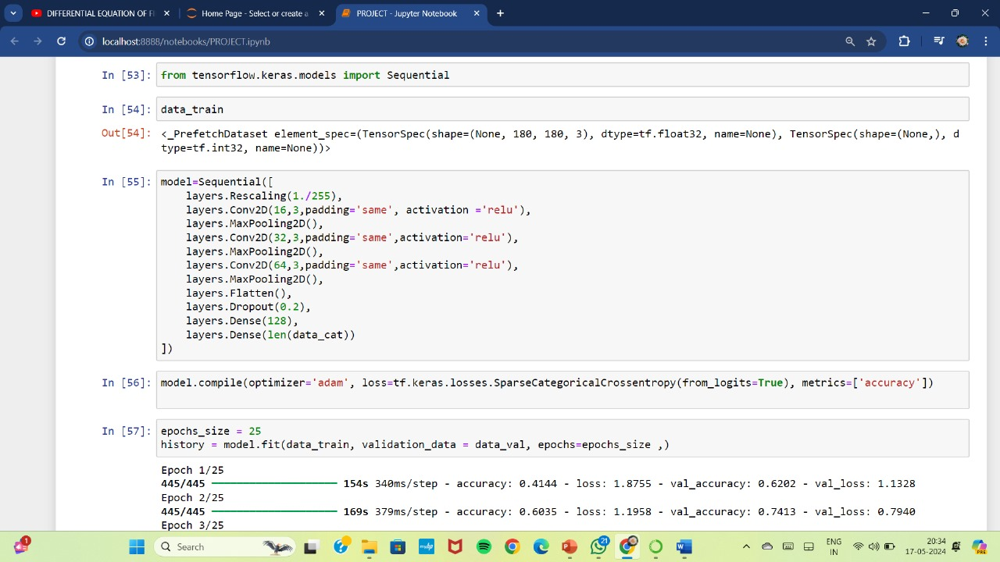 DIFFERENTIAL EQUATION OF FI
Home Page - Select or create a
PROJECT - Jupyter Notebook
localhost:8888/notebooks/PROJECT.ipynb
In [53]: from tensorflow.keras.models import Sequential
In [54]: data_train
Out[54]: <_PrefetchDataset element_spec=(TensorSpec(shape=(None, 180, 180, 3), dtype=tf.float32, name=None), TensorSpec(shape=(None,), d
type=tf.int32, name=None))>
In [55]: model=Sequential([
layers.Rescaling(1./255),
layers.Conv2D(16,3,padding='same', activation ='relu'),
layers.MaxPooling2D(),
layers.Conv2D(32,3,padding='same',activation='relu'),
layers.MaxPooling2D(),
layers.Conv2D(64,3,padding='same',activation='relu'),
layers.MaxPooling2D(),
layers.Flatten(),
layers.Dropout(0.2),
layers.Dense(128),
layers.Dense(len(data_cat))
])
In [56]: model.compile(optimizer='adam', loss=tf.keras.losses.SparseCategoricalCrossentropy(from_logits=True), metrics=['accuracy'])
In [57]: epochs_size = 25
history = model.fit(data_train, validation_data = data_val, epochs=epochs_size ,)
Epoch 1/25
445/445 154s 340ms/step - accuracy: 0.4144 - loss: 1.8755 - val_accuracy: 0.6202 - val_loss: 1.1328
Epoch 2/25
445/445 169s 379ms/step - accuracy: 0.6035 - loss: 1.1958 - val_accuracy: 0.7413 - val_loss: 0.7940
Epoch 3/25
1
Search
21
ENG
IN
20:34
17-05-2024
PRE